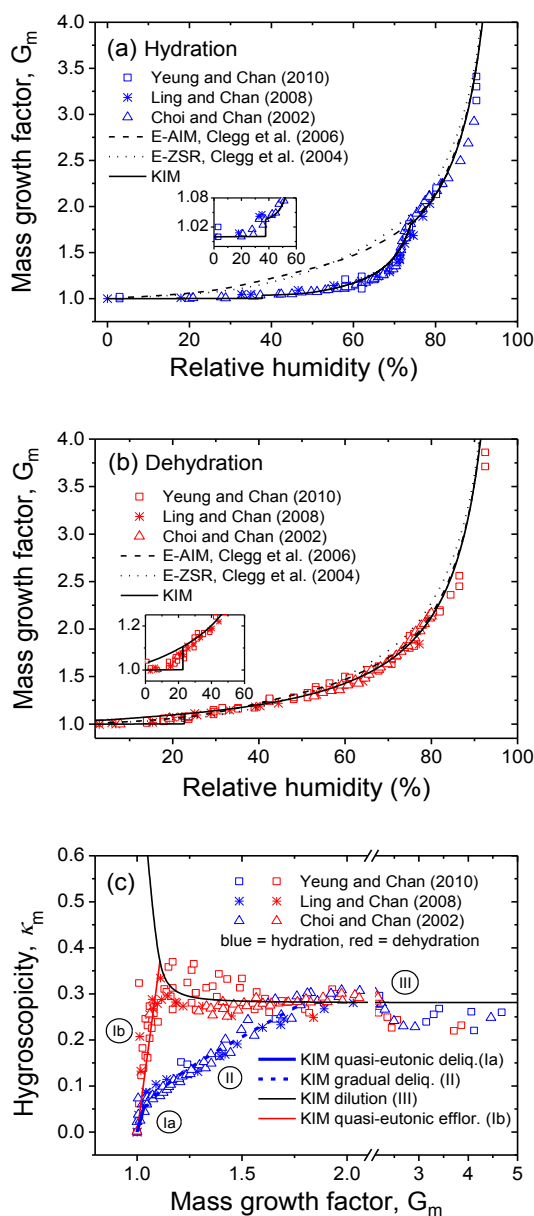 (a) Hydration
Yeung and Chan (2010)
Ling and Chan (2008)
Choi and Chan (2002)
E-AIM, Clegg et al. (2006)
E-ZSR, Clegg et al. (2004)
KIM
Mass growth factor, Gm
4.0
3.5
3.0
2.5
2.0
1.5
1.0
1.08
1.02
0 20 40 60
0 20 40 60 80 100
Relative humidity (%)
(b) Dehydration
Yeung and Chan (2010)
Ling and Chan (2008)
Choi and Chan (2002)
E-AIM, Clegg et al. (2006)
E-ZSR, Clegg et al. (2004)
KIM
Mass growth factor, Gm
4.0
3.5
3.0
2.5
2.0
1.5
1.0
1.2
1.0
0 20 40 60
20 40 60 80 100
Relative humidity (%)
(c)
Yeung and Chan (2010)
Ling and Chan (2008)
Choi and Chan (2002)
blue = hydration, red = dehydration
Hygroscopicity, κm
0.6
0.5
0.4
0.3
0.2
0.1
0.0
III
Ib
II
Ia
KIM quasi-eutonic deliq.(Ia)
KIM gradual deliq. (II)
KIM dilution (III)
KIM quasi-eutonic efflor. (Ib)
1.0 1.5 2.0 3 4 5
Mass growth factor, Gm